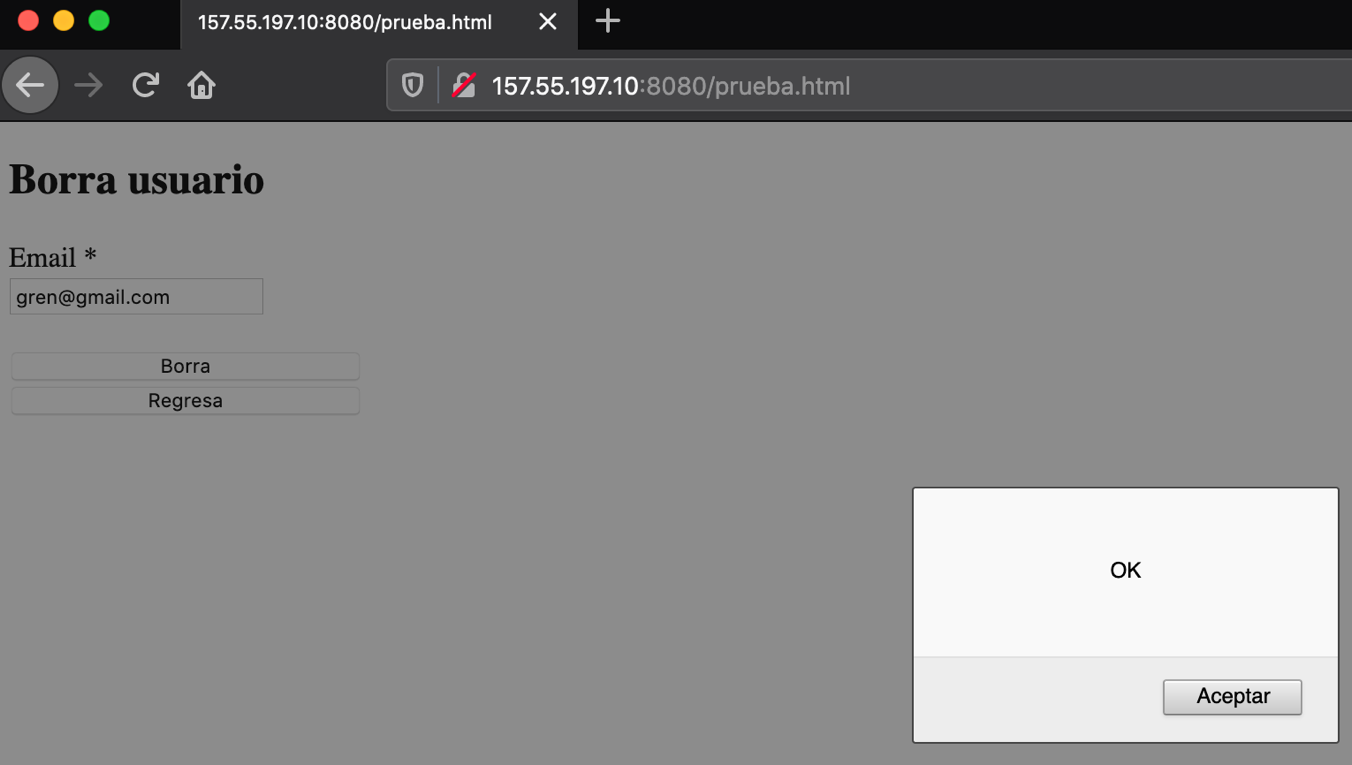 157.55.197.10:8080/prueba.html
157.55.197.10:8080/prueba.html
Borra usuario
Email *
gren@gmail.com
Borra
Regresa
OK
Aceptar